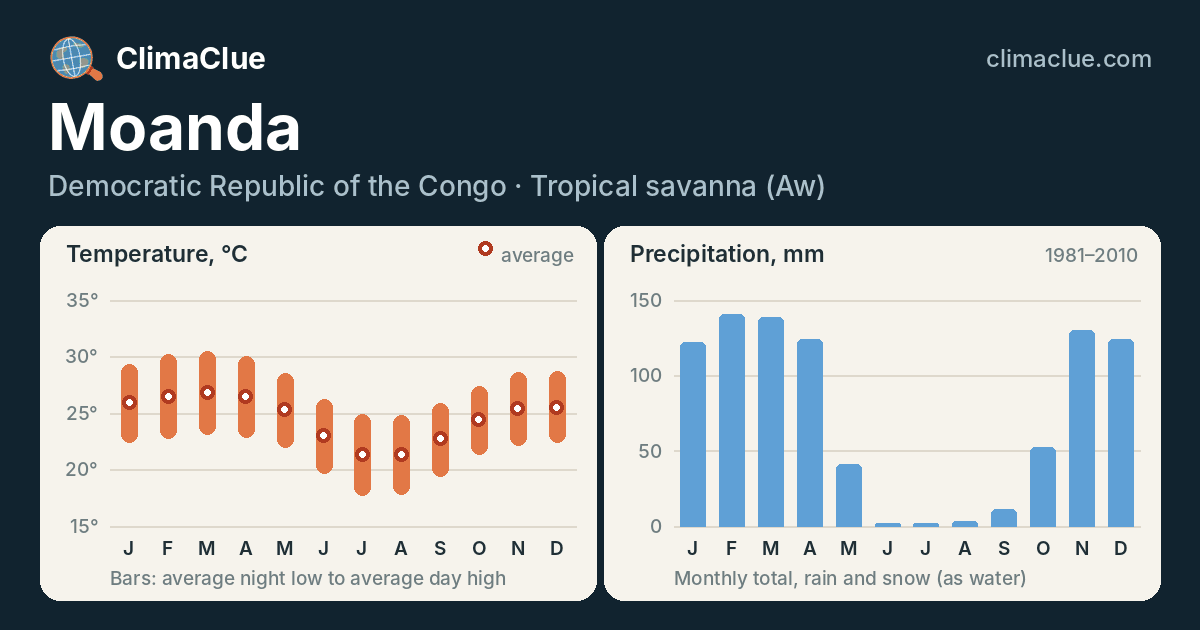 ClimaClue
climaclue.com
Moanda
Democratic Republic of the Congo · Tropical savanna (Aw)
Temperature, °C
average
35°
30°
25°
20°
15°
J F M A M J J A S O N D
Bars: average night low to average day high
Precipitation, mm
1981–2010
150
100
50
0
J F M A M J J A S O N D
Monthly total, rain and snow (as water)